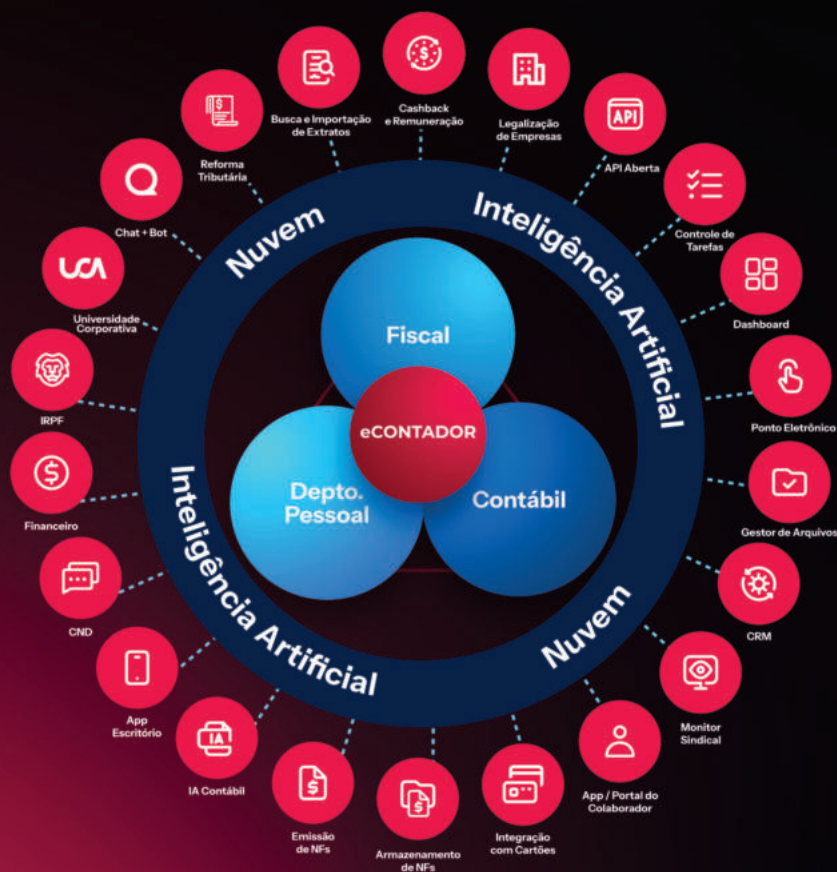 Cashback
e Remuneração
Legalização
de Empresas
API
API Aberta
Controle de
Tarefas
Dashboard
Ponto Eletrônico
Gestor de Arquivos
CRM
Monitor
Sindical
App / Portal do
Colaborador
Integração
com Cartões
Armazenamento
de NFs
Emissão
de NFs
IA
IA Contábil
App
Escritório
CND
Financeiro
IRPF
UCA
Universidade
Corporativa
Chat + Bot
Reforma
Tributária
Busca e Importação
de Extratos
Nuvem
Inteligência Artificial
Nuvem
Inteligência Artificial
Fiscal
eCONTADOR
Depto.
Pessoal
Contábil